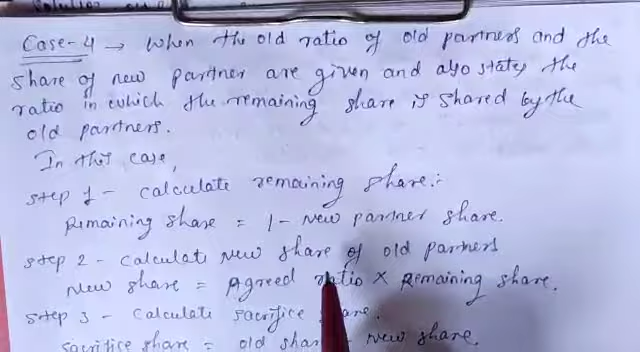 Case-4 → When the old ratio of old partners and the
share of new partner are given and also states the
ratio in which the remaining share is shared by the
old partners.
In this case,
Step 1 - Calculate remaining share:-
Remaining share = 1 - New partner share.
Step 2 - Calculate New share of old partners
New share = Agreed ratio × Remaining share.
Step 3 - Calculate sacrifice share.
Sacrifice share = old share new share.